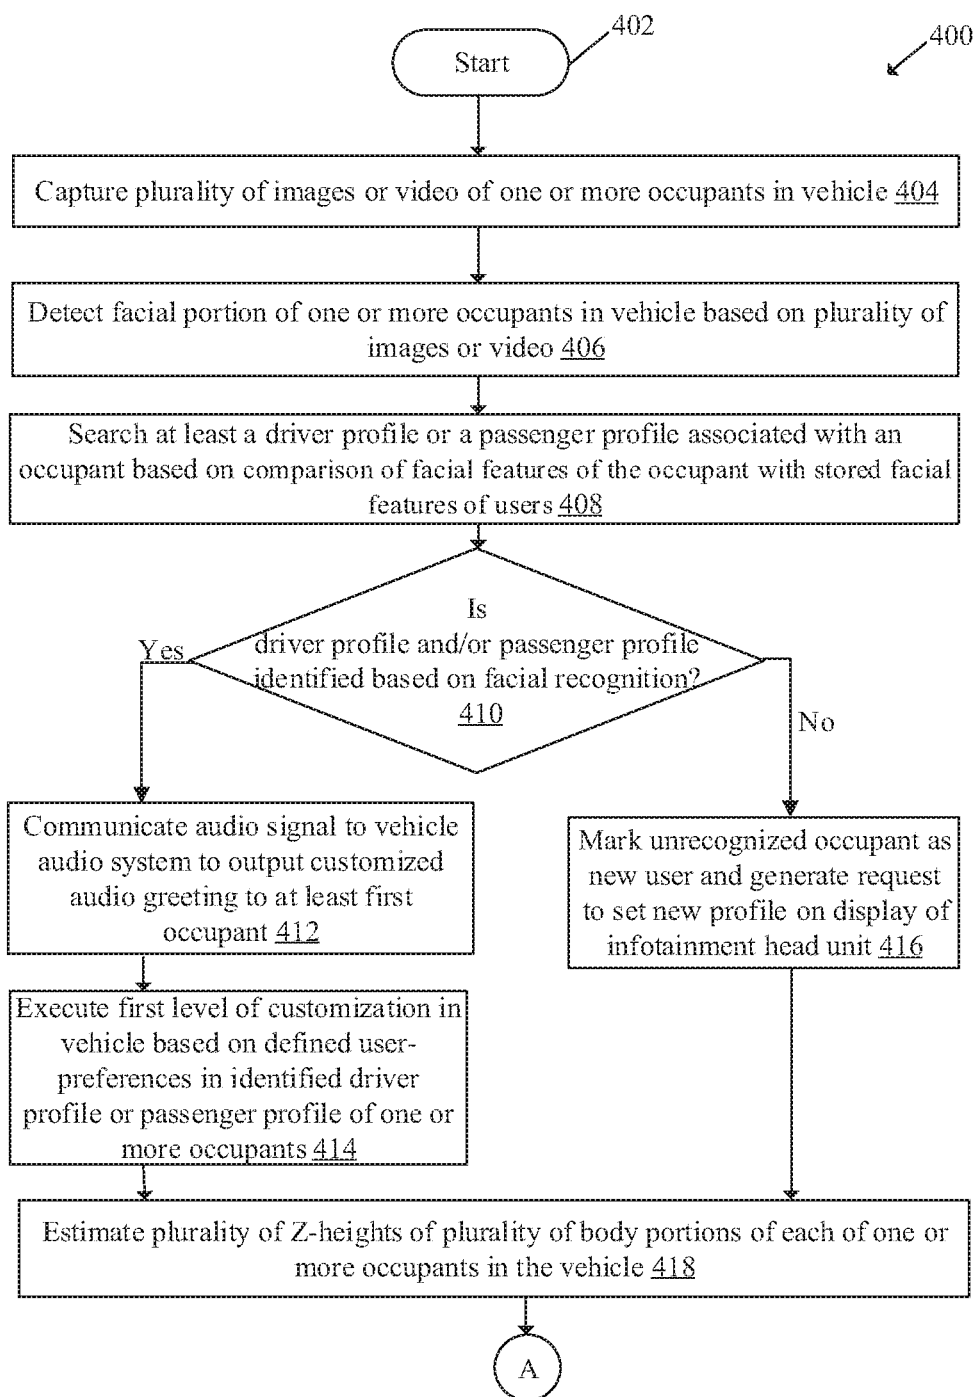 402
400
Start
Capture plurality of images or video of one or more occupants in vehicle 404
Detect facial portion of one or more occupants in vehicle based on plurality of
images or video 406
Search at least a driver profile or a passenger profile associated with an
occupant based on comparison of facial features of the occupant with stored facial
features of users 408
Is
driver profile and/or passenger profile
identified based on facial recognition?
410
Yes
No
Communicate audio signal to vehicle
audio system to output customized
audio greeting to at least first
occupant 412
Mark unrecognized occupant as
new user and generate request
to set new profile on display of
infotainment head unit 416
Execute first level of customization in
vehicle based on defined user-
preferences in identified driver
profile or passenger profile of one or
more occupants 414
Estimate plurality of Z-heights of plurality of body portions of each of one or
more occupants in the vehicle 418
A